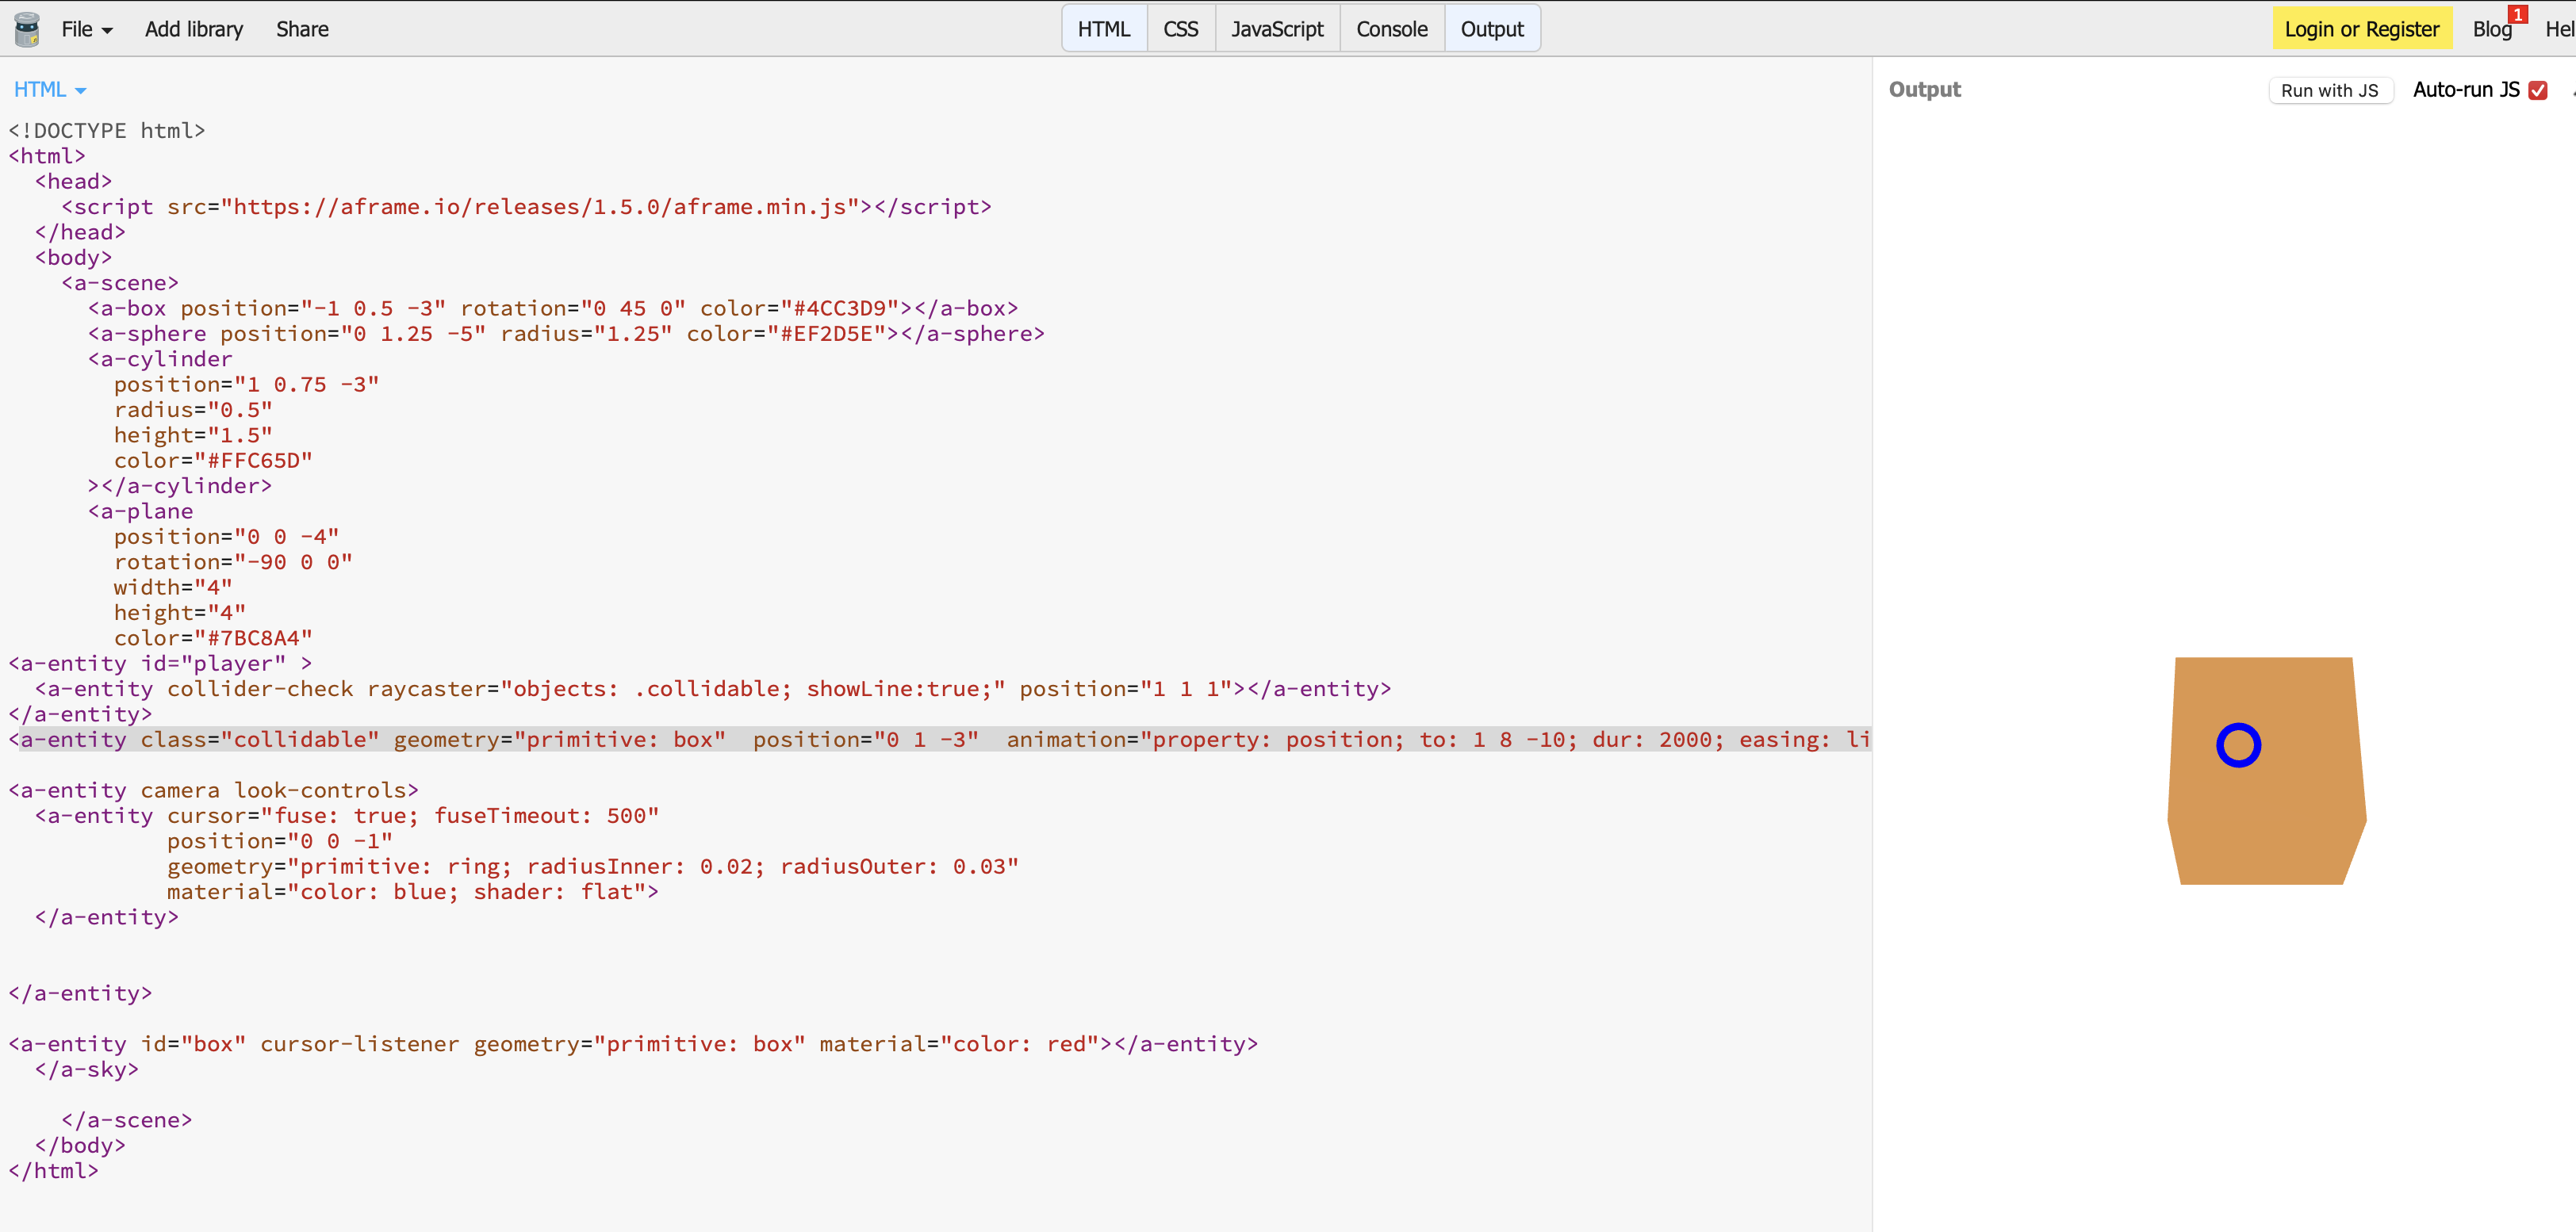 File Add library Share HTML CSS JavaScript Console Output Login or Register Blog 1
HTML
Output Run with JS Auto-run JS
<!DOCTYPE html>
<html>
  <head>
    <script src="https://aframe.io/releases/1.5.0/aframe.min.js"></script>
  </head>
  <body>
    <a-scene>
      <a-box position="-1 0.5 -3" rotation="0 45 0" color="#4CC3D9"></a-box>
      <a-sphere position="0 1.25 -5" radius="1.25" color="#EF2D5E"></a-sphere>
      <a-cylinder
        position="1 0.75 -3"
        radius="0.5"
        height="1.5"
        color="#FFC65D"
      ></a-cylinder>
      <a-plane
        position="0 0 -4"
        rotation="-90 0 0"
        width="4"
        height="4"
        color="#7BC8A4"
<a-entity id="player" >
  <a-entity collider-check raycaster="objects: .collidable; showLine:true;" position="1 1 1"></a-entity>
</a-entity>
<a-entity class="collidable" geometry="primitive: box"  position="0 1 -3"  animation="property: position; to: 1 8 -10; dur: 2000; easing: li
<a-entity camera look-controls>
  <a-entity cursor="fuse: true; fuseTimeout: 500"
            position="0 0 -1"
            geometry="primitive: ring; radiusInner: 0.02; radiusOuter: 0.03"
            material="color: blue; shader: flat">
  </a-entity>
</a-entity>
<a-entity id="box" cursor-listener geometry="primitive: box" material="color: red"></a-entity>
  </a-sky>
    </a-scene>
  </body>
</html>